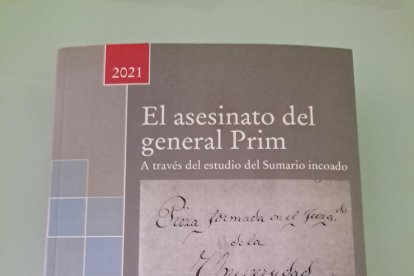 2021
El asesinato del
general Prim
A través del estudio del Sumario incoado
Pieza formada en el Juzg.do
de la
Universidad